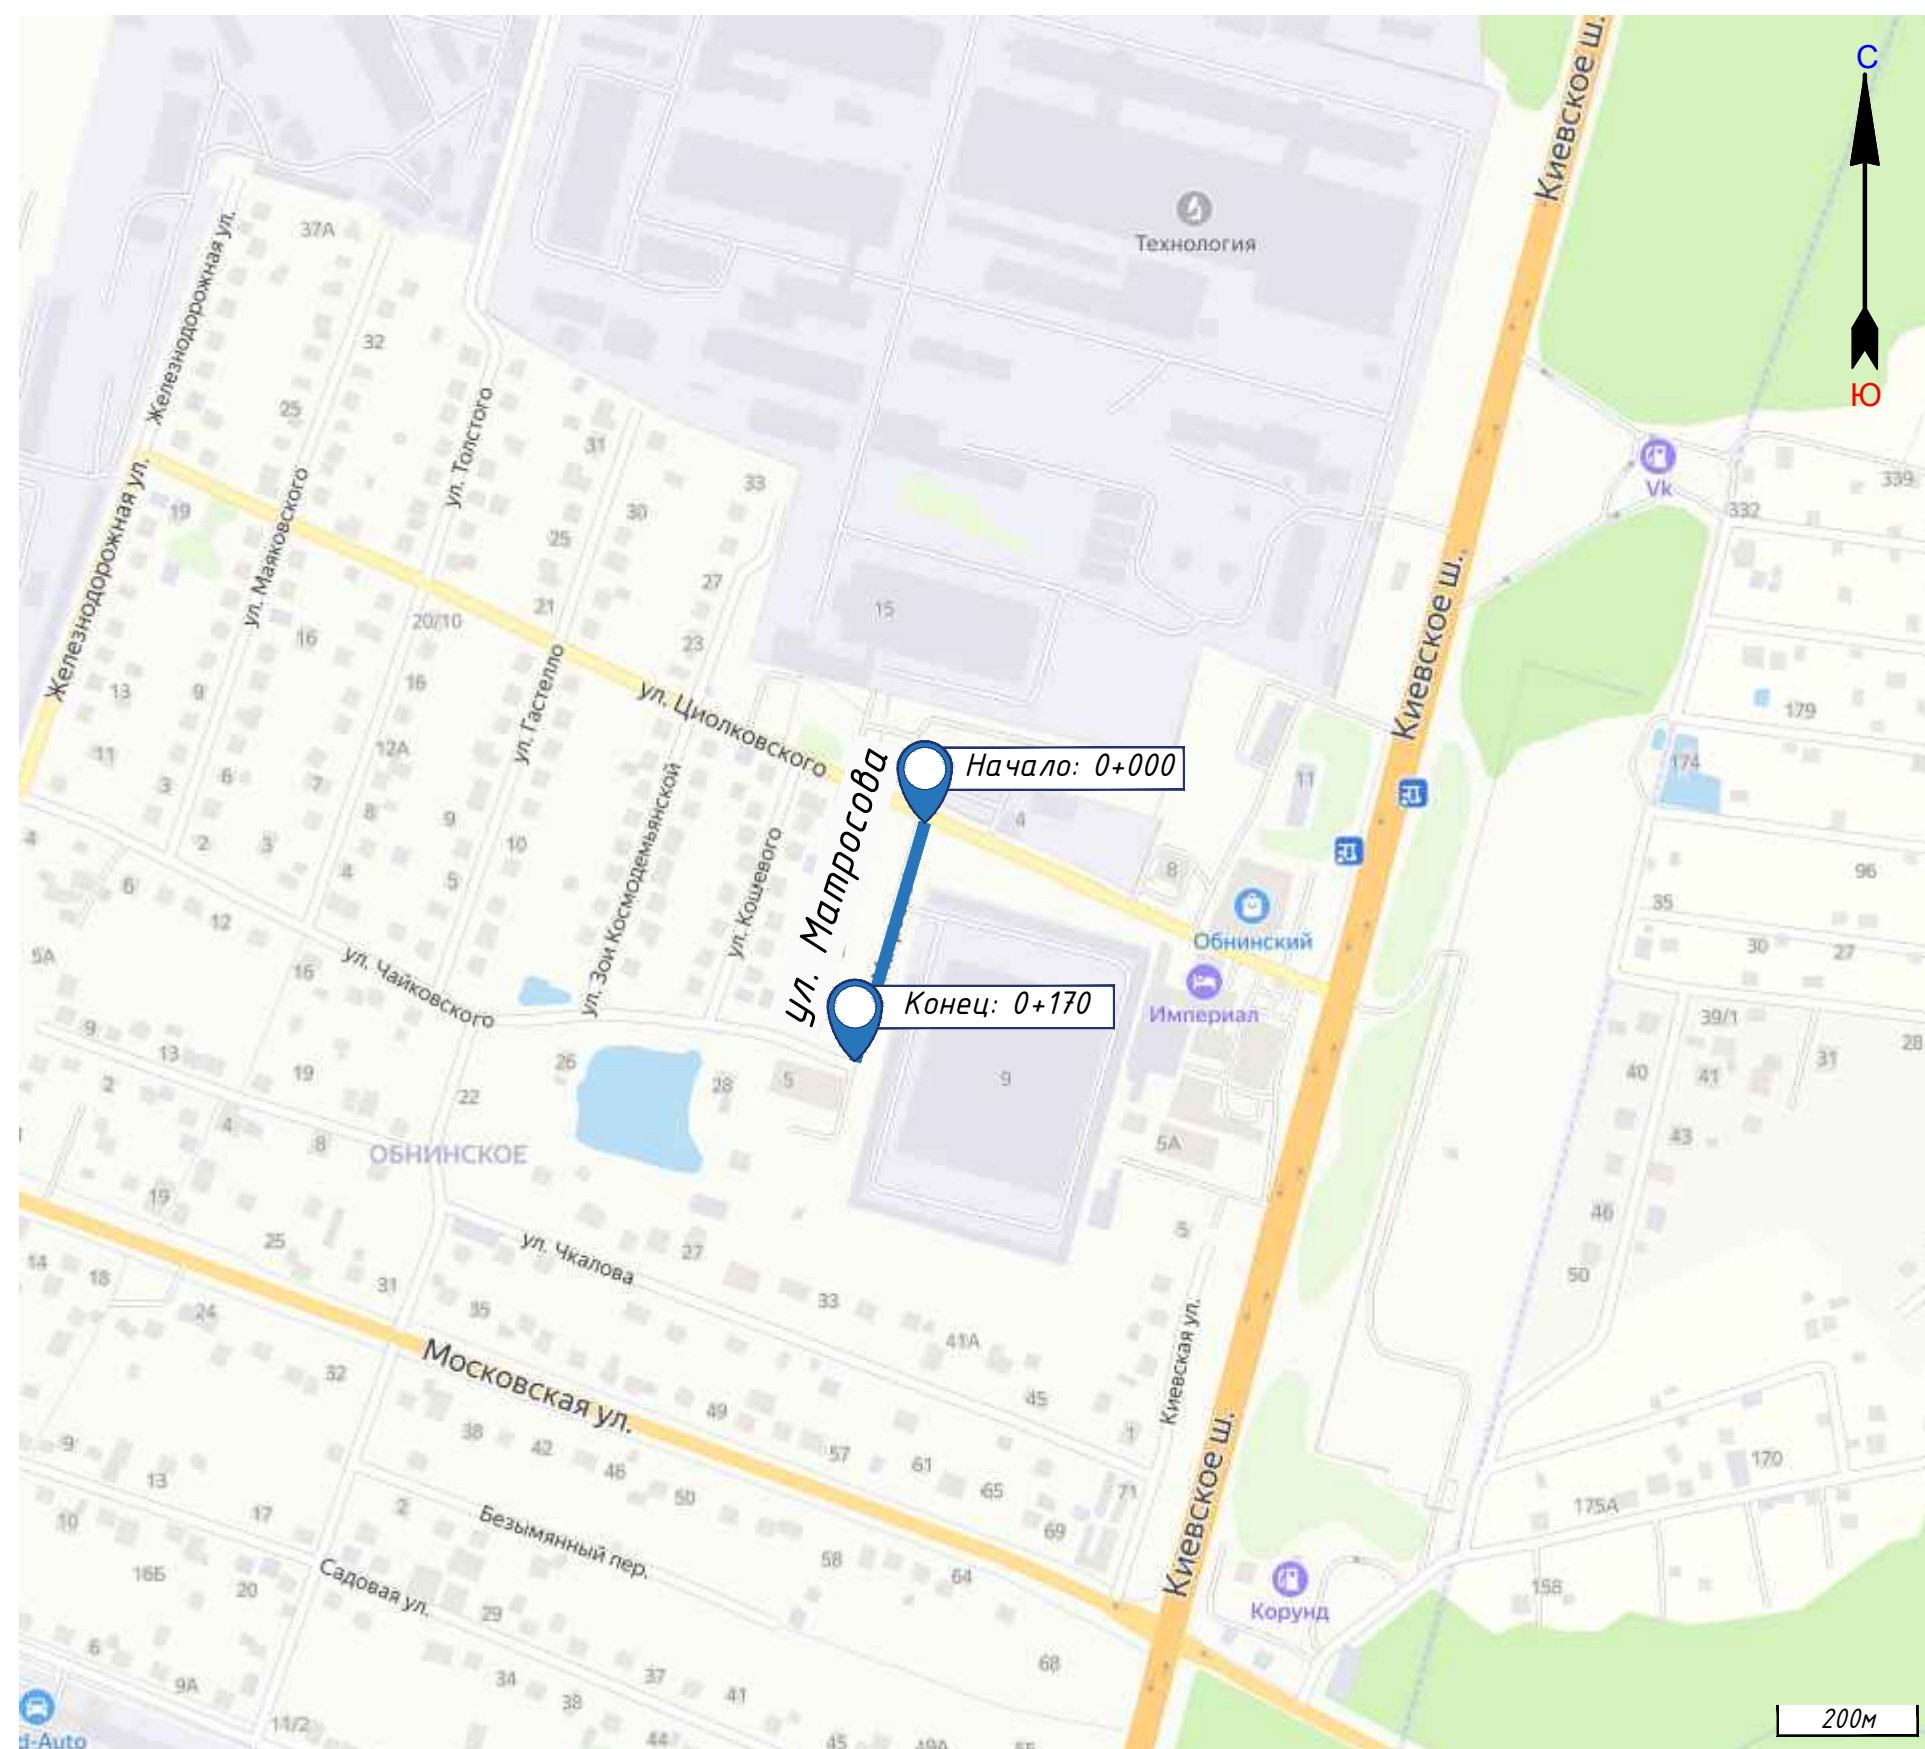 Киевское ш.
С
37А
Технология
Железнодорожная ул.
32
Ю
25
ул. Толстого
31
33
Vk
339
332
19
ул. Маяковского
30
25
Железнодорожная ул.
27
21
15
20/10
16
23
Киевское ш.
13
9
16
ул. Гастелло
ул. Циолковского
179
11
12А
174
3
6
7
8
9
ул. Матросова
Начало: 0+000
11
4
4
2
3
10
ул. Зои Космодемьянской
ул. Кошевого
4
5
8
96
6
12
35
Обнинский
30
27
5А
16
ул. Чайковского
Империал
Конец: 0+170
39/1
28
9
13
26
31
19
2
28
5
9
40
41
22
4
8
ОБНИНСКОЕ
5А
43
19
46
5
25
ул. Чкалова
27
14
18
31
50
33
24
35
41А
Киевская ул.
32
Московская ул.
45
49
1
38
42
9
57
46
61
170
13
50
65
71
Киевское ш.
175А
10
17
2
69
Безымянный пер.
58
64
16Б
20
Садовая ул.
158
29
Корунд
6
68
9А
34
37
38
41
200м
11/2
44
45
49А
55
d-Auto